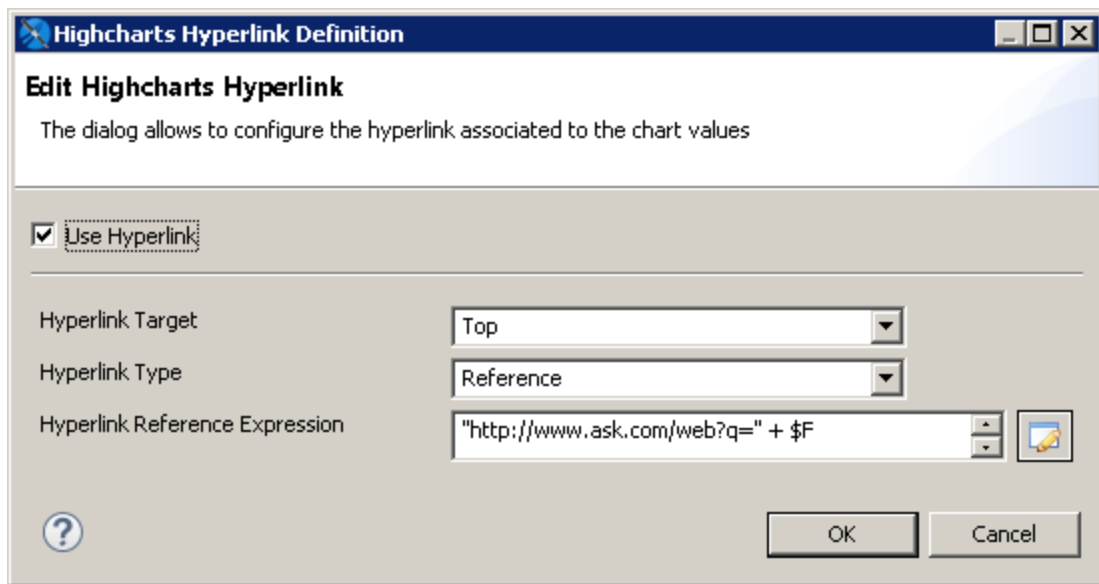 Highcharts Hyperlink Definition
Edit Highcharts Hyperlink
The dialog allows to configure the hyperlink associated to the chart values
Use Hyperlink
Hyperlink Target
Top
Hyperlink Type
Reference
Hyperlink Reference Expression
"http://www.ask.com/web?q=" + $F
?
OK Cancel